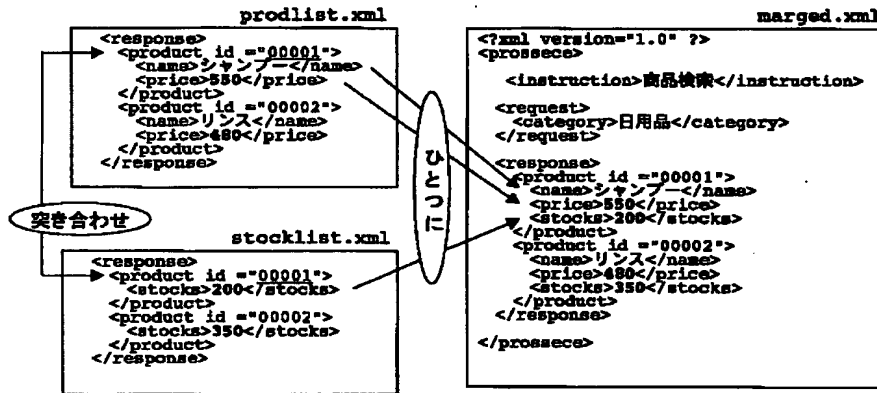 prodlist.xml
<response>
<product id ="00001">
<name>シャンプー</name>
<price>550</price>
</product>
<product id ="00002">
<name>リンス</name>
<price>480</price>
</product>
</response>
突き合わせ
stocklist.xml
<response>
<product id ="00001">
<stocks>200</stocks>
</product>
<product id ="00002">
<stocks>350</stocks>
</product>
</response>
ひとつに
marged.xml
<?xml version="1.0" ?>
<prossece>
<instruction>商品検索</instruction>
<request>
<category>日用品</category>
</request>
<response>
<product id ="00001">
<name>シャンプー</name>
<price>550</price>
<stocks>200</stocks>
</product>
<product id ="00002">
<name>リンス</name>
<price>480</price>
<stocks>350</stocks>
</product>
</response>
</prossece>